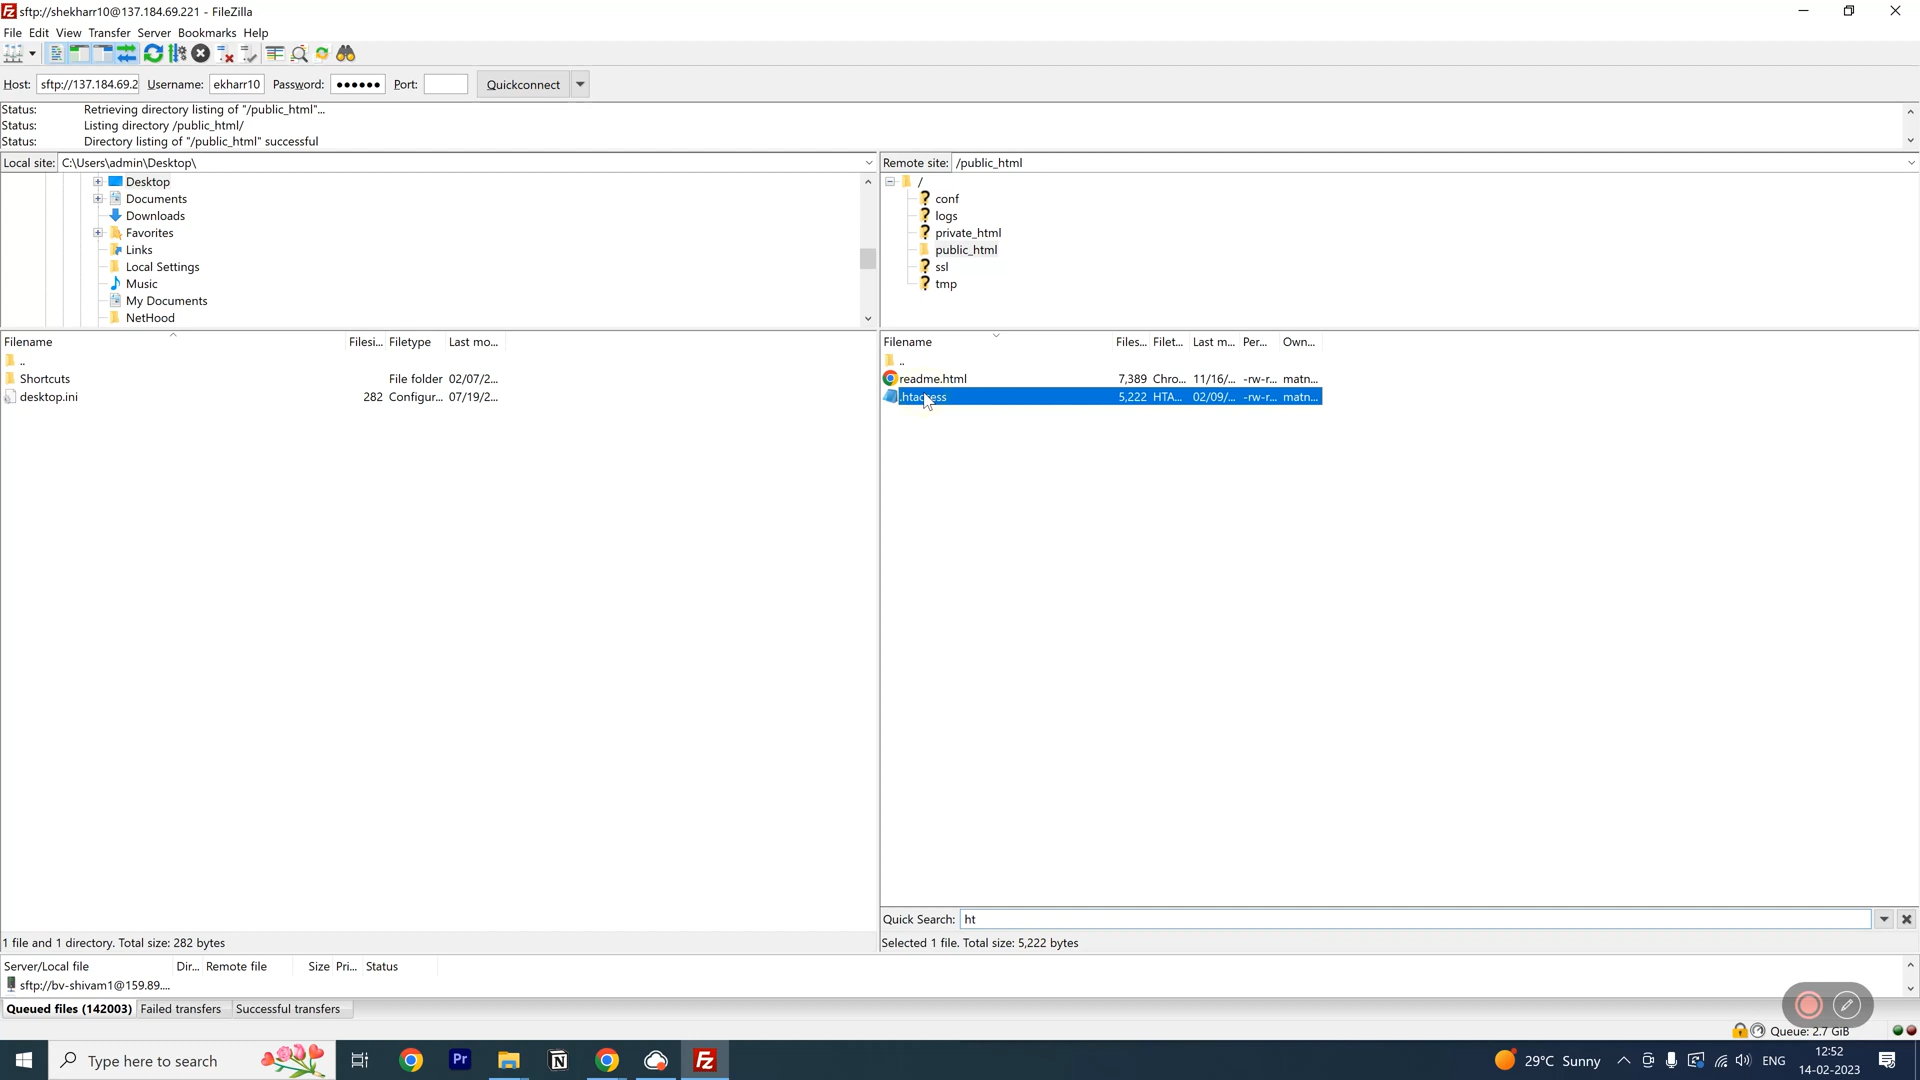 sftp://shekharr10@137.184.69.221 - FileZilla
File Edit View Transfer Server Bookmarks Help
Host: sftp://137.184.69.2 Username: ekharr10 Password: ●●●●●● Port: Quickconnect
Status: Retrieving directory listing of "/public_html"...
Status: Listing directory /public_html/
Status: Directory listing of "/public_html" successful
Local site: C:\Users\admin\Desktop\
Desktop
Documents
Downloads
Favorites
Links
Local Settings
Music
My Documents
NetHood
Remote site: /public_html
/
conf
logs
private_html
public_html
ssl
tmp
Filename Filesi... Filetype Last mo...
..
Shortcuts File folder 02/07/2...
desktop.ini 282 Configur... 07/19/2...
Filename Files... Filet... Last m... Per... Own...
..
readme.html 7,389 Chro... 11/16/... -rw-r... matn...
.htaccess 5,222 HTA... 02/09/... -rw-r... matn...
Quick Search: ht
1 file and 1 directory. Total size: 282 bytes
Selected 1 file. Total size: 5,222 bytes
Server/Local file Dir... Remote file Size Pri... Status
sftp://bv-shivam1@159.89....
Queued files (142003) Failed transfers Successful transfers
Queue: 2.7 GiB
Type here to search
29°C Sunny ENG 12:52
14-02-2023